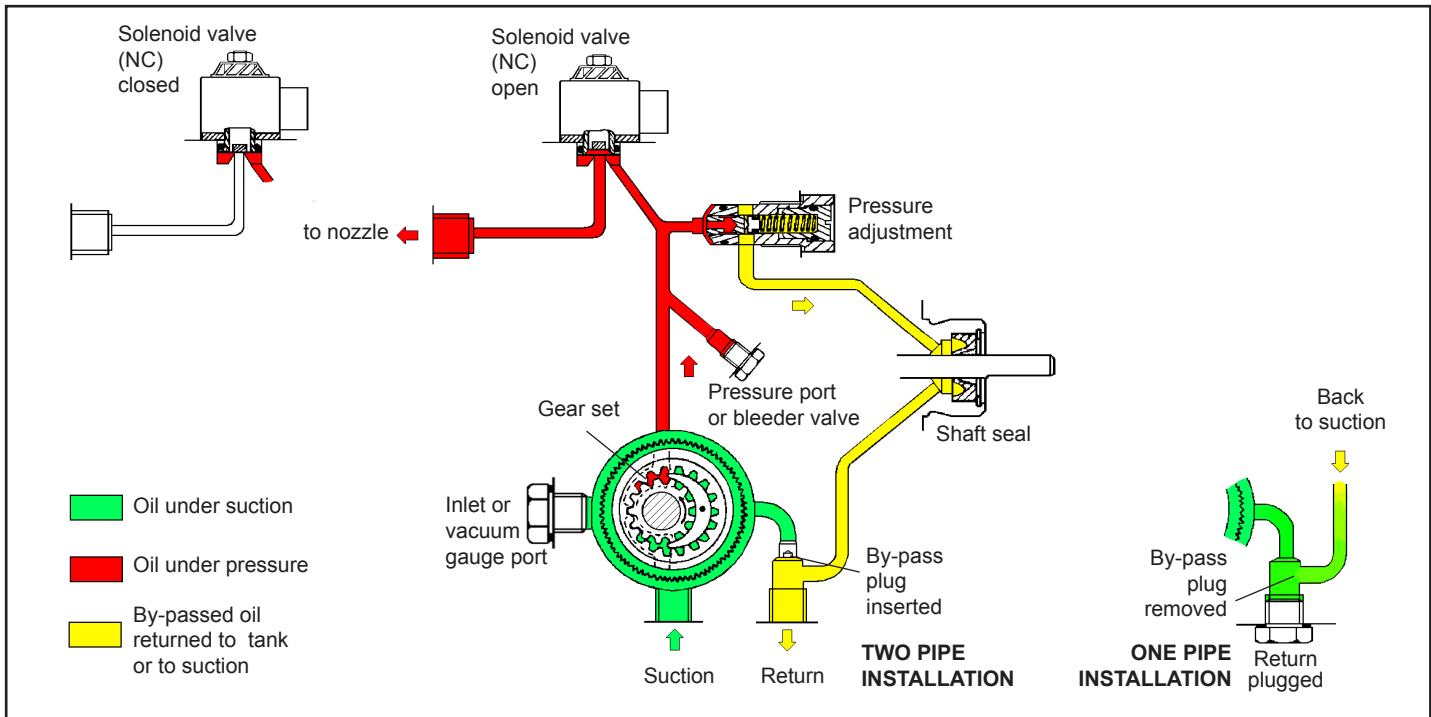 Solenoid valve
(NC)
closed
Solenoid valve
(NC)
open
to nozzle
Pressure
adjustment
Pressure port
or bleeder valve
Gear set
Shaft seal
Back
to suction
Inlet or
vacuum
gauge port
Oil under suction
Oil under pressure
By-passed oil
returned to tank
or to suction
By-pass
plug
inserted
By-pass
plug
removed
Suction
Return
TWO PIPE
INSTALLATION
ONE PIPE
INSTALLATION
Return
plugged